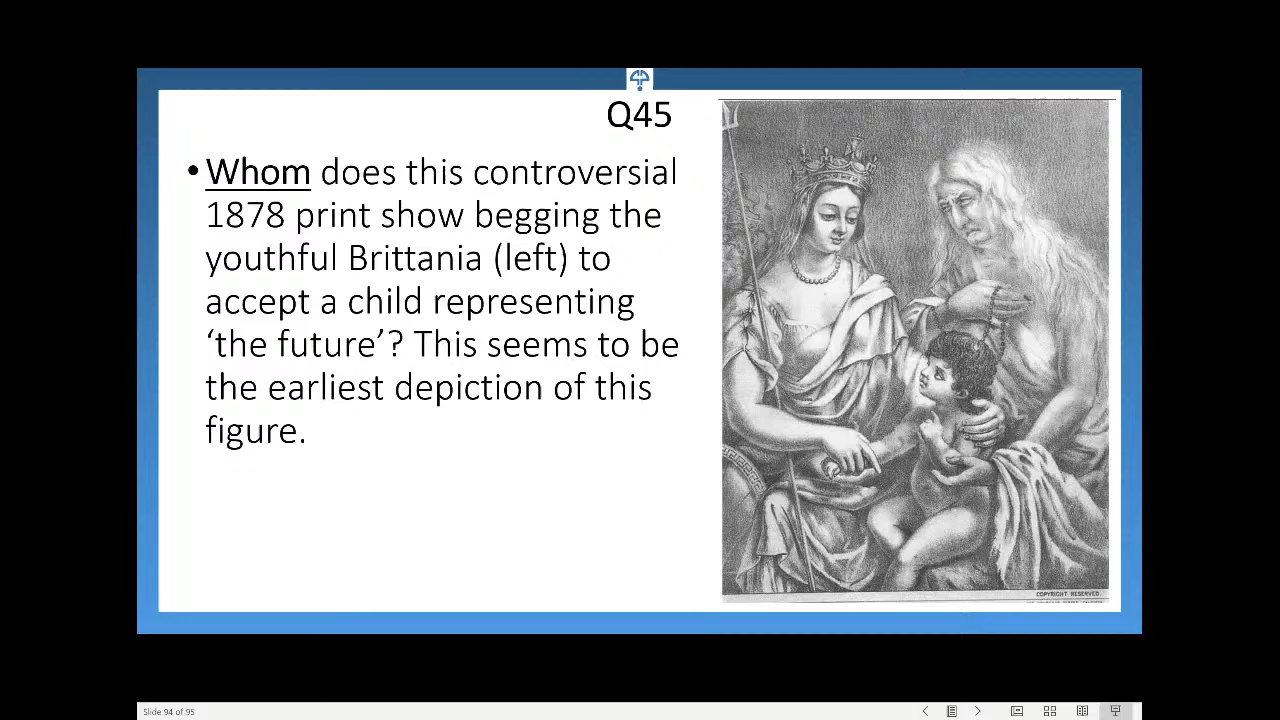 Q45
• Whom does this controversial
1878 print show begging the
youthful Brittania (left) to
accept a child representing
‘the future’? This seems to be
the earliest depiction of this
figure.
COPYRIGHT RESERVED.
Slide 94 of 95